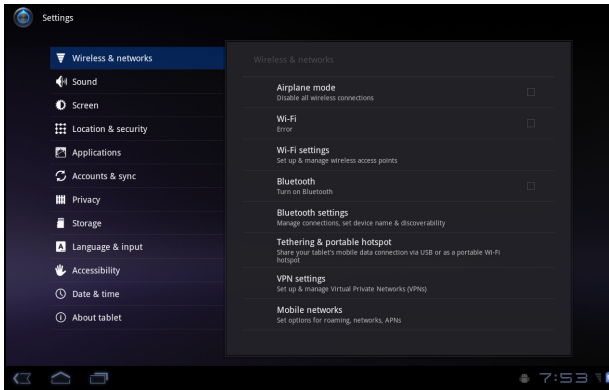 Settings
Wireless & networks
Sound
Screen
Location & security
Applications
Accounts & sync
Privacy
Storage
Language & input
Accessibility
Date & time
About tablet
Wireless & networks
Airplane mode
Disable all wireless connections
Wi-Fi
Error
Wi-Fi settings
Set up & manage wireless access points
Bluetooth
Turn on Bluetooth
Bluetooth settings
Manage connections, set device name & discoverability
Tethering & portable hotspot
Share your tablet's mobile data connection via USB or as a portable Wi-Fi
hotspot
VPN settings
Set up & manage Virtual Private Networks (VPNs)
Mobile networks
Set options for roaming, networks, APNs
7:53